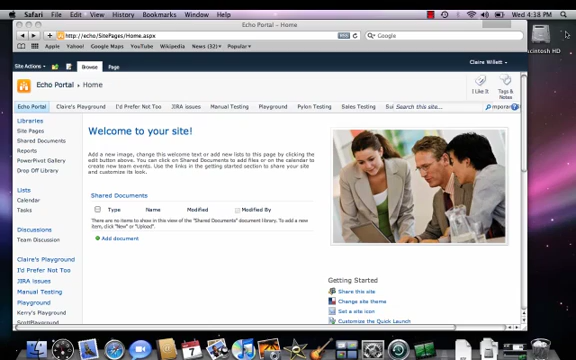 Safari File Edit View History Bookmarks Window Help Wed 4:38 PM
Echo Portal – Home
http://echo/SitePages/Home.aspx RSS Google
Apple Yahoo! Google Maps YouTube Wikipedia News (32) Popular
Macintosh HD
Site Actions Browse Page Claire Willett
Echo Portal Home
I Like It Tags & Notes
Echo Portal Claire's Playground I'd Prefer Not Too JIRA issues Manual Testing Playground Pylon Testing Sales Testing Su Search this site...
Libraries
Site Pages
Shared Documents
Reports
PowerPivot Gallery
Drop Off Library
Lists
Calendar
Tasks
Discussions
Team Discussion
Claire's Playground
I'd Prefer Not Too
JIRA issues
Manual Testing
Playground
Kerry's Playground
ScottPlayground
Welcome to your site!
Add a new image, change this welcome text or add new lists to this page by clicking the
edit button above. You can click on Shared Documents to add files or on the calendar to
create new team events. Use the links in the getting started section to share your site
and customize its look.
Shared Documents
Type Name Modified Modified By
There are no items to show in this view of the "Shared Documents" document library. To add a new
item, click "New" or "Upload".
Add document
Getting Started
Share this site
Change site theme
Set a site icon
Customize the Quick Launch
7